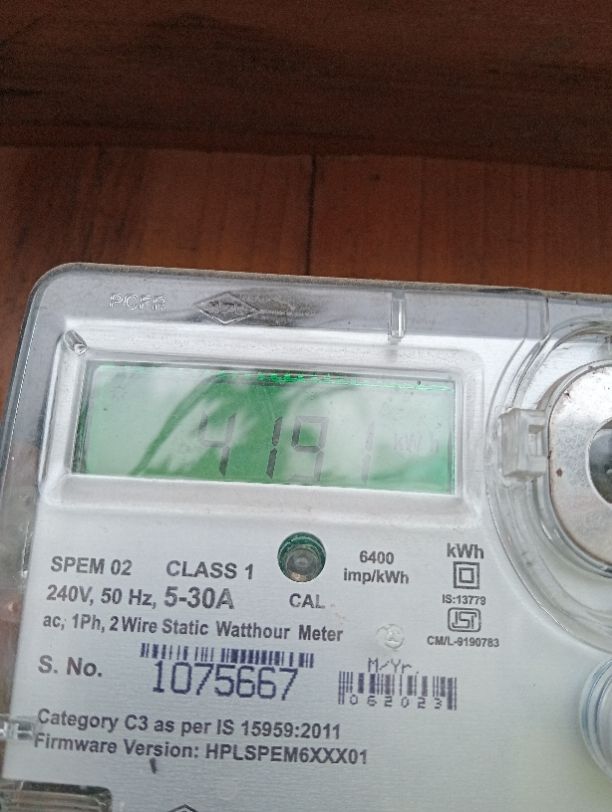 4191 kWh
SPEM 02 CLASS 1
240V, 50 Hz, 5-30A
ac, 1Ph, 2 Wire Static Watthour Meter
CAL
6400
imp/kWh
kWh
IS:13779
ISI
CM/L-9190783
S. No. 1075667
M/Yr.
062023
Category C3 as per IS 15959:2011
Firmware Version: HPLSPEM6XXX01